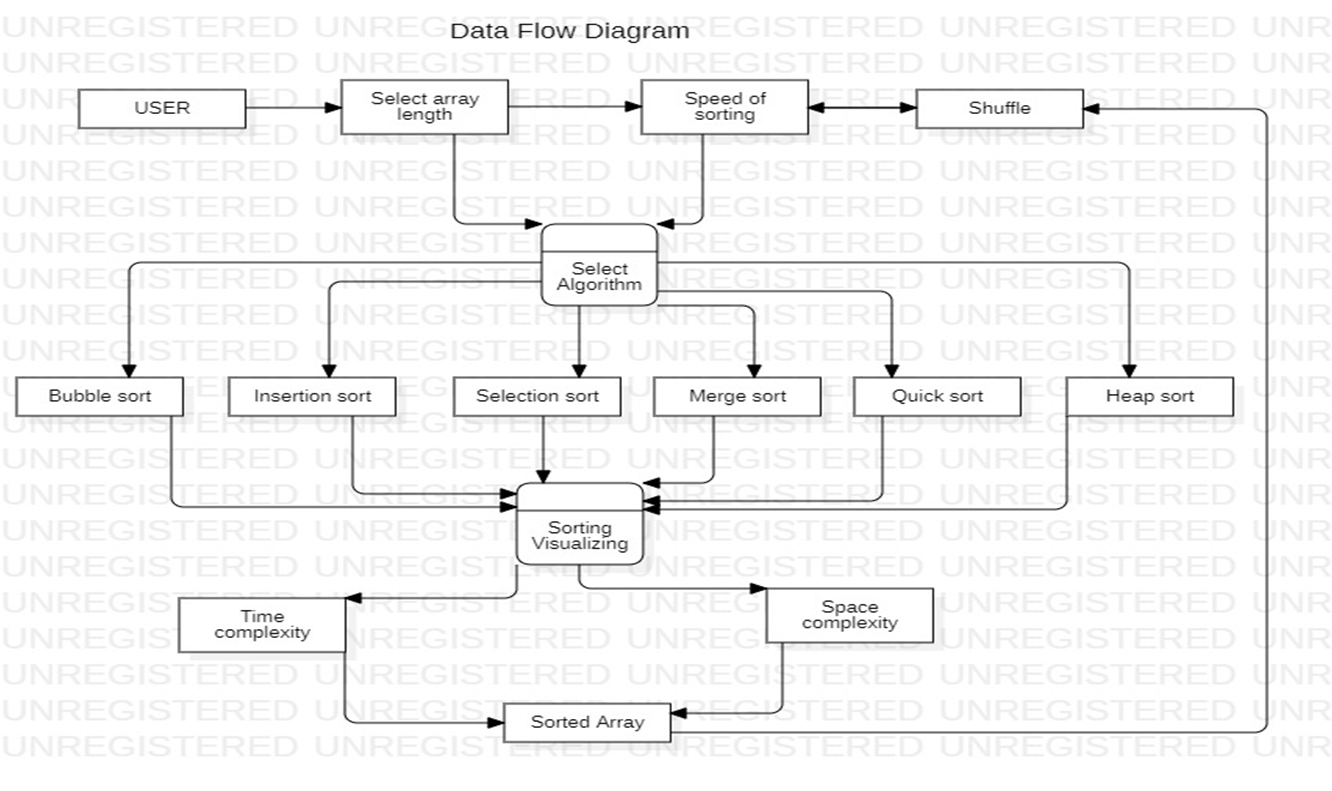 UNREGISTERED UNREGISTERED UNREGISTERED UNREGISTERED UNR
Data Flow Diagram
USER
Select array
length
Speed of
sorting
Shuffle
Select
Algorithm
Bubble sort
Insertion sort
Selection sort
Merge sort
Quick sort
Heap sort
Sorting
Visualizing
Time
complexity
Space
complexity
Sorted Array